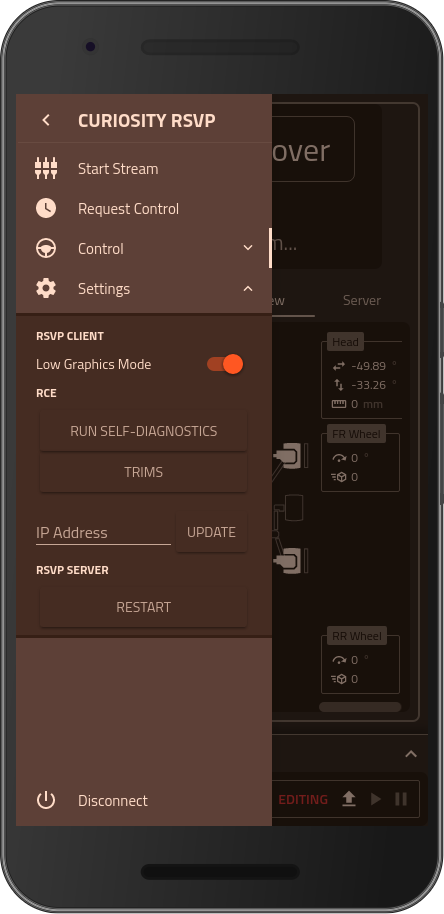 CURIOSITY RSVP
Start Stream
Request Control
Control
Settings
RSVP CLIENT
Low Graphics Mode
RCE
RUN SELF-DIAGNOSTICS
TRIMS
IP Address
UPDATE
RSVP SERVER
RESTART
Disconnect
over
m...
ew
Server
Head
-49.89 °
-33.26 °
0 mm
FR Wheel
0 °
0
RR Wheel
0 °
0
EDITING